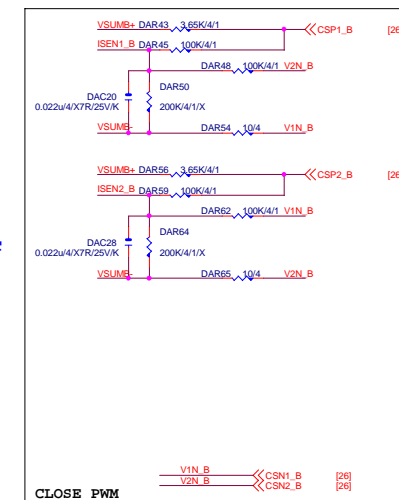 VSUMB+ DAR43 3.65K/4/1 CSP1_B [26
ISEN1_B DAR45 100K/4/1
DAR48 100K/4/1 V2N_B
DAR50
DAC20
0.022u/4/X7R/25V/K 200K/4/1/X
VSUMB- DAR54 10/4 V1N_B
VSUMB+ DAR56 3.65K/4/1 CSP2_B [26
ISEN2_B DAR59 100K/4/1
DAR62 100K/4/1 V1N_B
DAR64
DAC28
0.022u/4/X7R/25V/K 200K/4/1/X
VSUMB- DAR65 10/4 V2N_B
V1N_B CSN1_B [26]
V2N_B CSN2_B [26]
CLOSE PWM